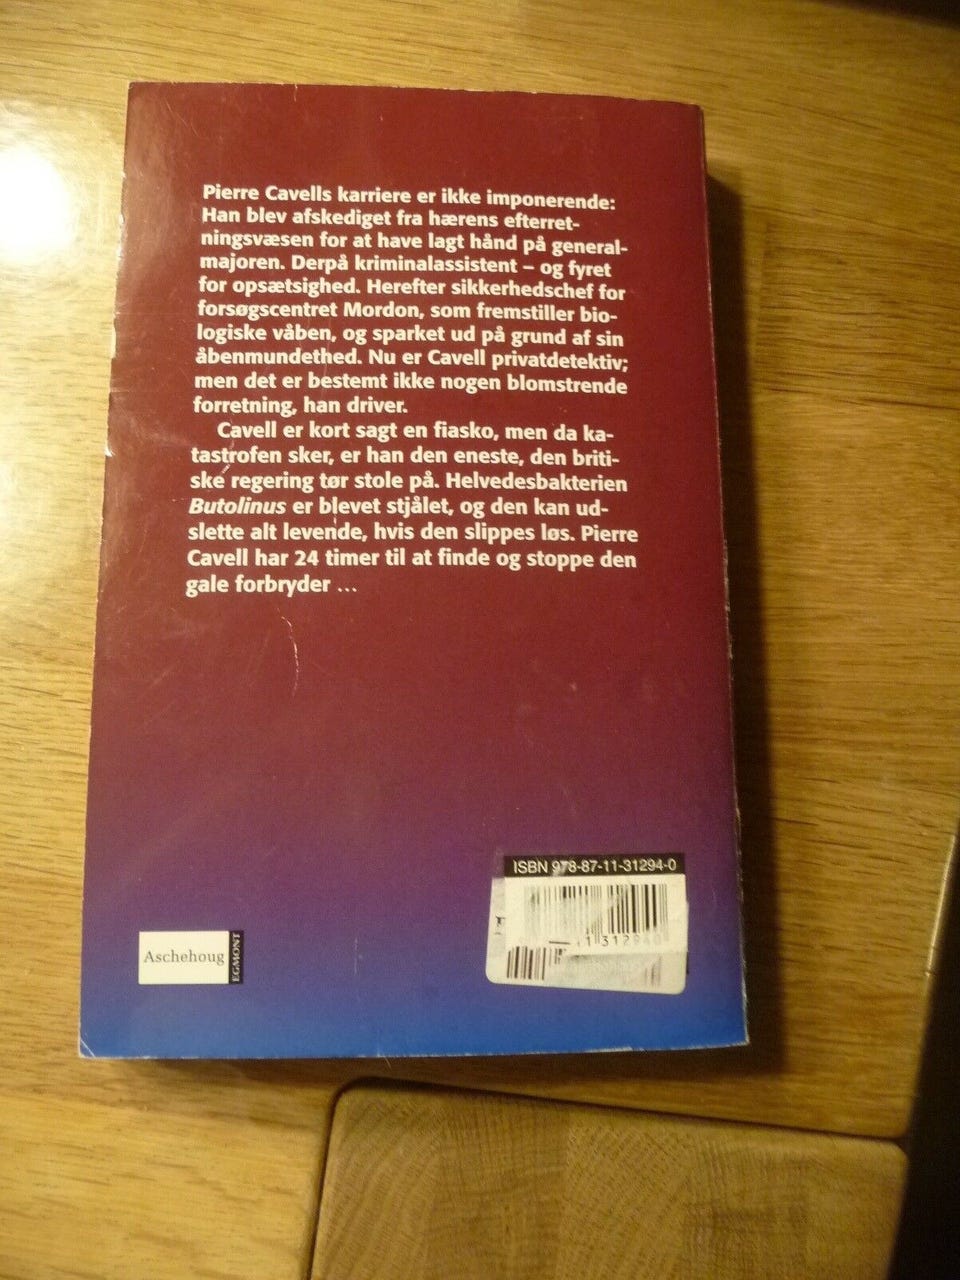 Pierre Cavells karriere er ikke imponerende:
Han blev afskediget fra hærens efterret-
ningsvæsen for at have lagt hånd på general-
majoren. Derpå kriminalassistent – og fyret
for opsætsighed. Herefter sikkerhedschef for
forsøgscentret Mordon, som fremstiller bio-
logiske våben, og sparket ud på grund af sin
åbenmundethed. Nu er Cavell privatdetektiv;
men det er bestemt ikke nogen blomstrende
forretning, han driver.
Cavell er kort sagt en fiasko, men da ka-
tastrofen sker, er han den eneste, den briti-
ske regering tør stole på. Helvedesbakterien
Butolinus er blevet stjålet, og den kan ud-
slette alt levende, hvis den slippes løs. Pierre
Cavell har 24 timer til at finde og stoppe den
gale forbryder ...
ISBN 978-87-11-31294-0
312940
Aschehoug
EGMONT